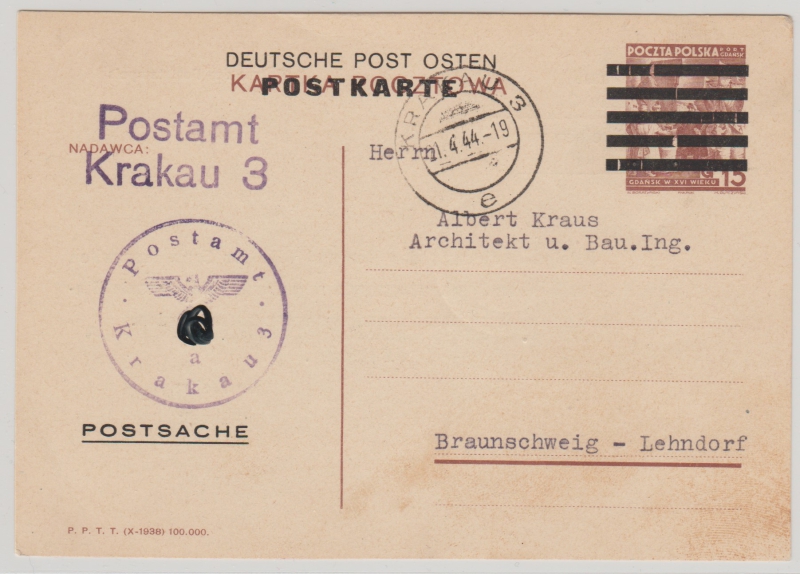 DEUTSCHE POST OSTEN
KARTKA POCZTOWA
POSTKARTE
POCZTA POLSKA
GDAŃSK W XVI WIEKU
15
KRAKAU 3
1.4.44.-19
e
Postamt
Krakau 3
NADAWCA:
Herrn
Albert Kraus
Architekt u. Bau.Ing.
Postamt
a
Krakau 3
POSTSACHE
Braunschweig - Lehndorf
P. P. T. T. (X-1938) 100.000.